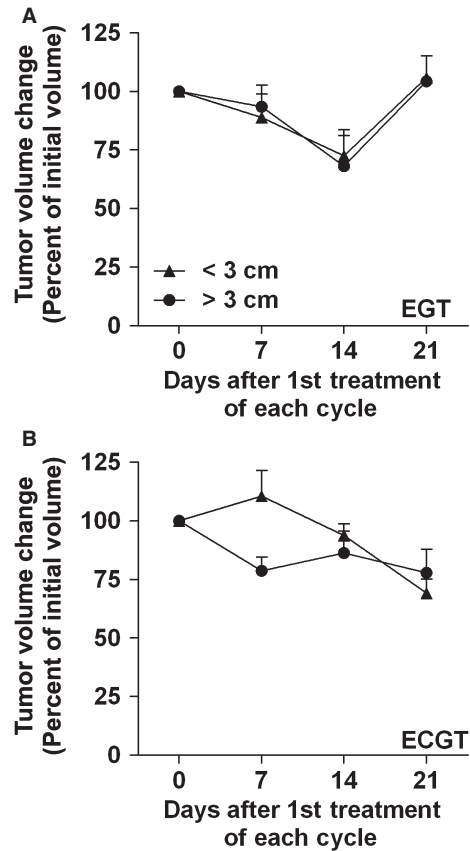 A
Tumor volume change
(Percent of initial volume)
125
100
75
50
25
0
< 3 cm
> 3 cm
EGT
0 7 14 21
Days after 1st treatment
of each cycle
B
Tumor volume change
(Percent of initial volume)
125
100
75
50
25
0
ECGT
0 7 14 21
Days after 1st treatment
of each cycle